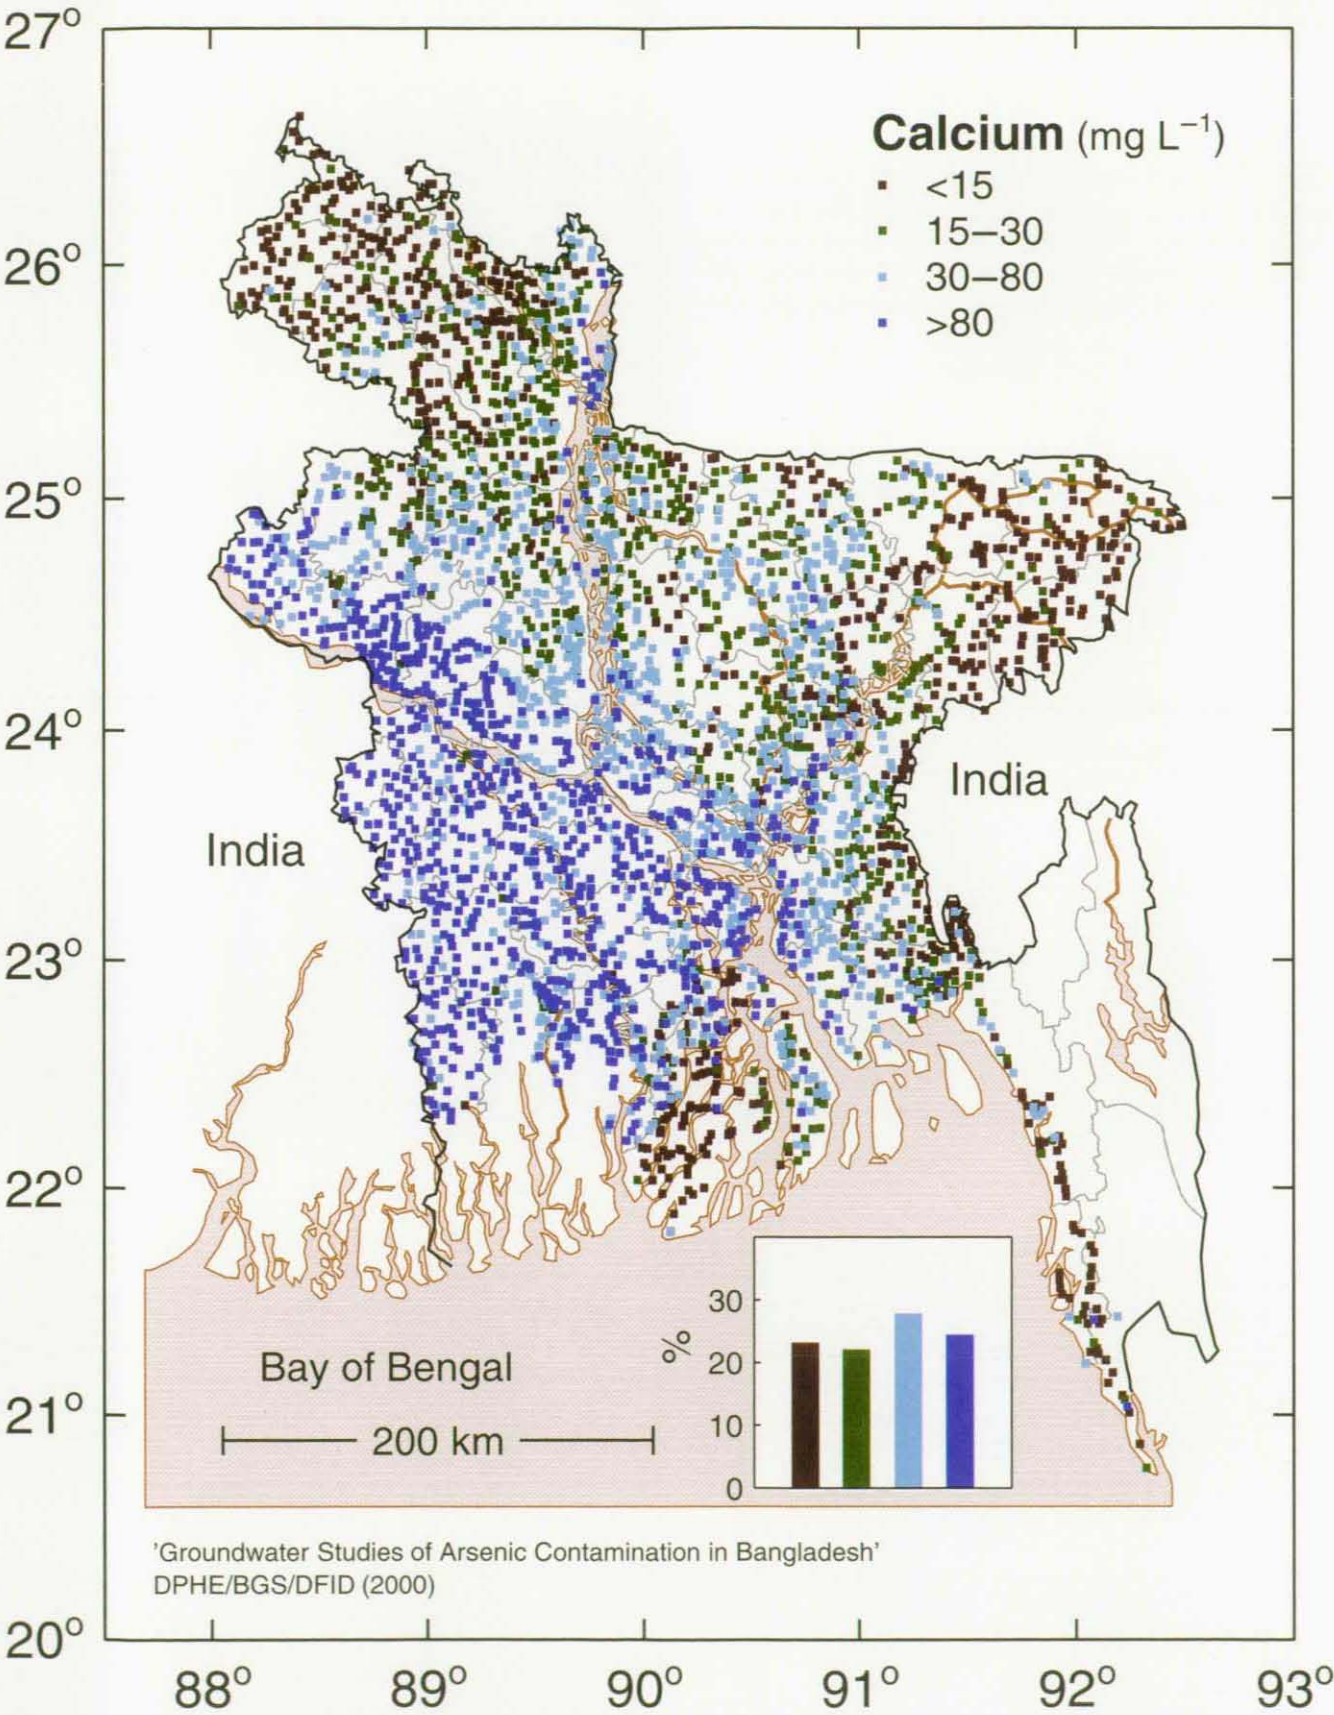 27°
Calcium (mg L⁻¹)
<15
15–30
30–80
>80
26°
25°
24°
India
India
23°
22°
30
20
10
0
%
Bay of Bengal
21°
200 km
'Groundwater Studies of Arsenic Contamination in Bangladesh'
DPHE/BGS/DFID (2000)
20°
88° 89° 90° 91° 92° 93°